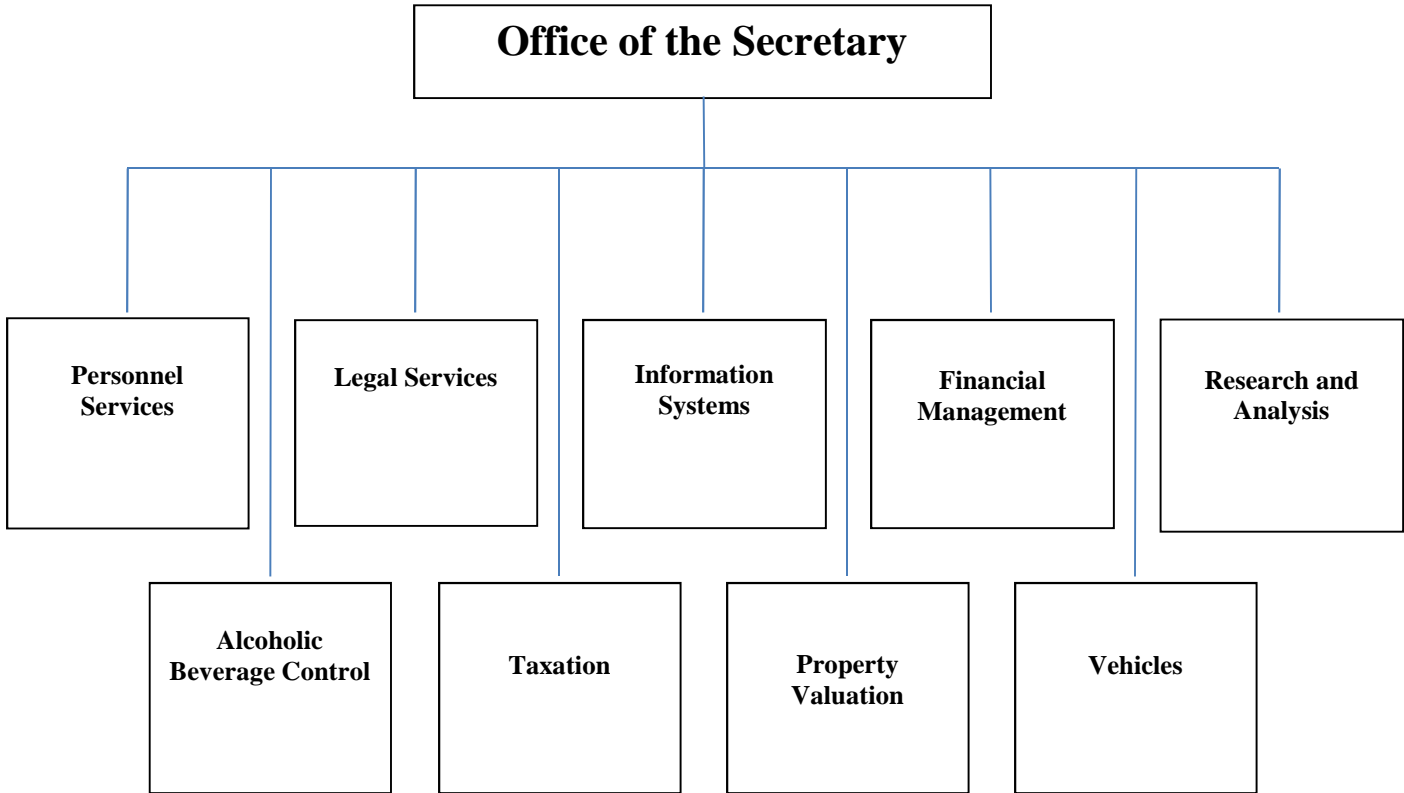 Office of the Secretary
Personnel
Services
Legal Services
Information
Systems
Financial
Management
Research and
Analysis
Alcoholic
Beverage Control
Taxation
Property
Valuation
Vehicles